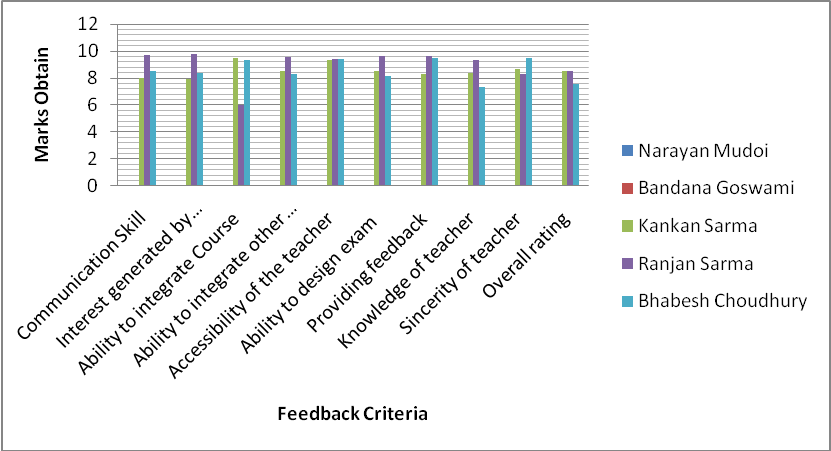 Marks Obtain
12
10
8
6
4
2
0
Communication Skill
Interest generated by...
Ability to integrate Course
Ability to integrate other ...
Accessibility of the teacher
Ability to design exam
Providing feedback
Knowledge of teacher
Sincerity of teacher
Overall rating
Feedback Criteria
Narayan Mudoi
Bandana Goswami
Kankan Sarma
Ranjan Sarma
Bhabesh Choudhury